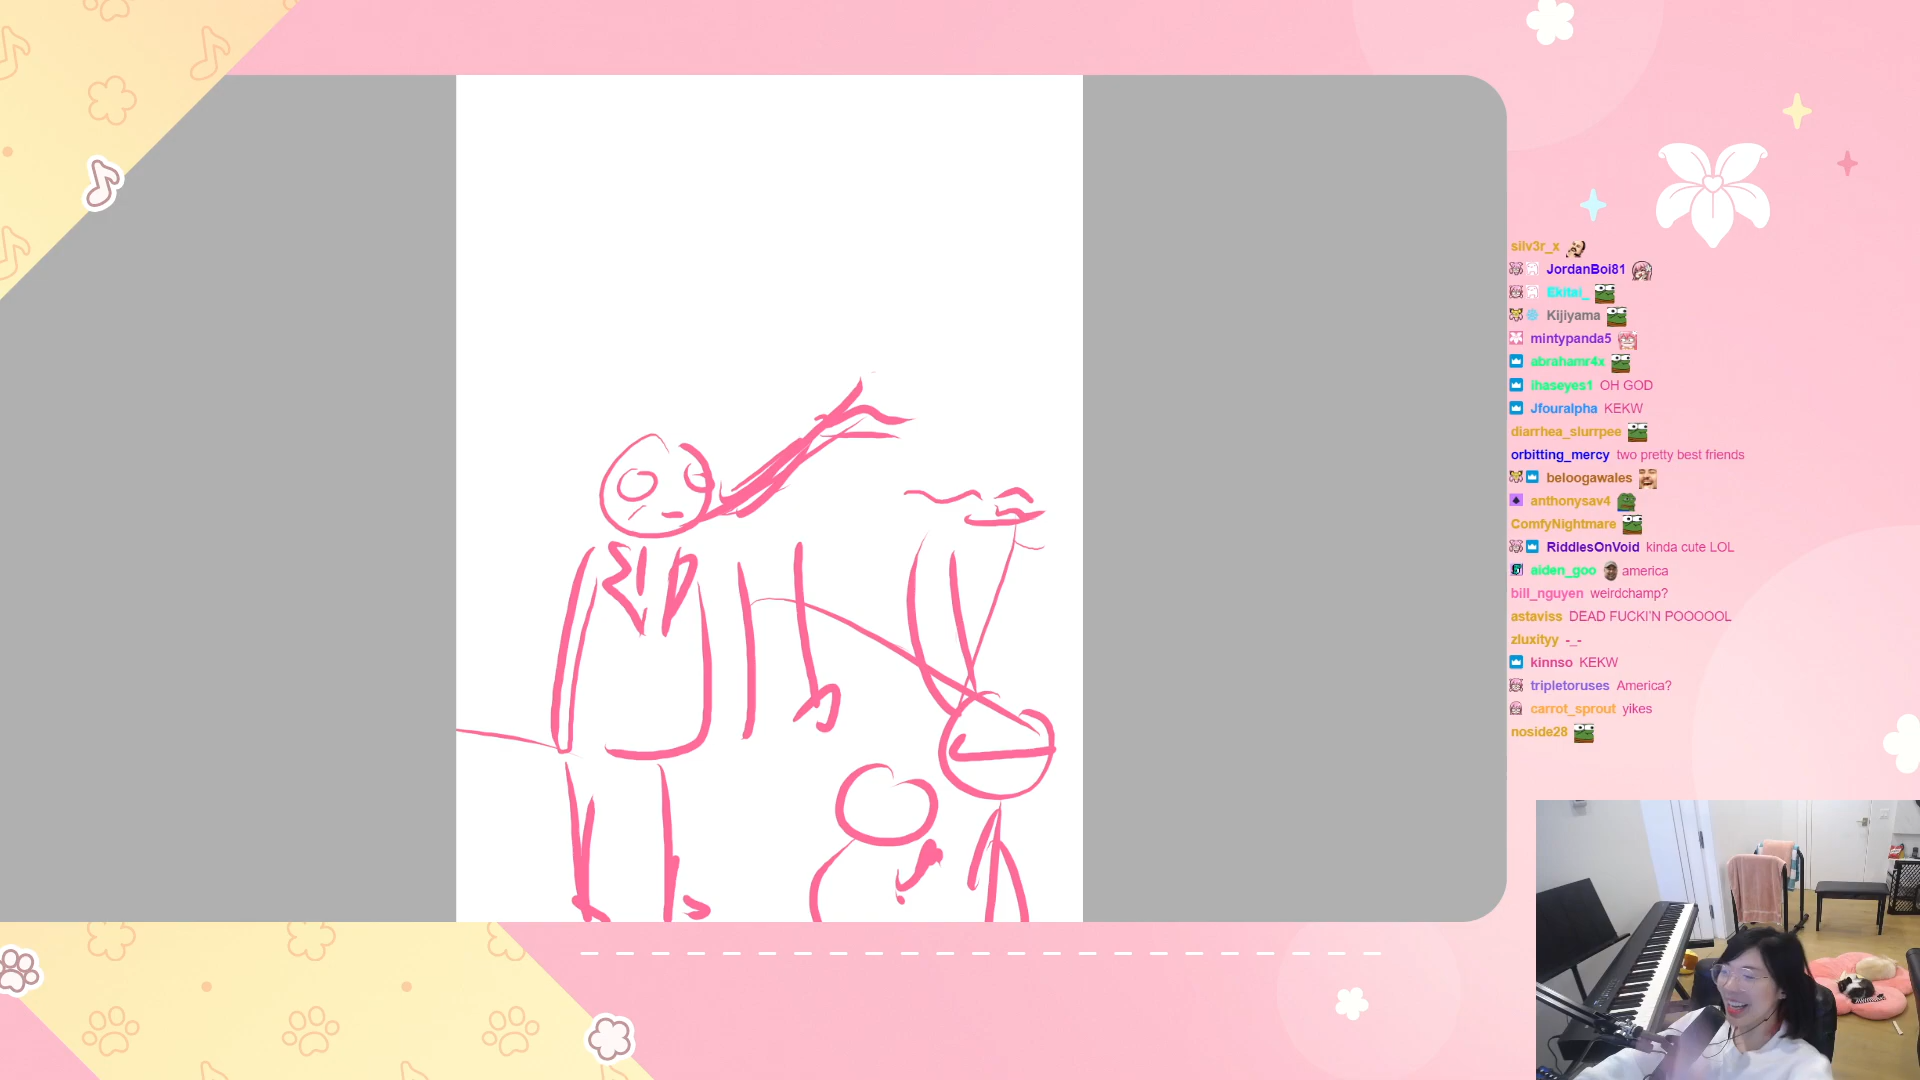 silv3r_x
JordanBoi81
Ekitai_
Kijiyama
mintypanda5
abrahamr4x
ihaseyes1 OH GOD
Jfouralpha KEKW
diarrhea_slurrpee
orbitting_mercy two pretty best friends
beloogawales
anthonysav4
ComfyNightmare
RiddlesOnVoid kinda cute LOL
aiden_goo america
bill_nguyen weirdchamp?
astaviss DEAD FUCKI'N POOOOOL
zluxityy -_-
kinnso KEKW
tripletoruses America?
carrot_sprout yikes
noside28